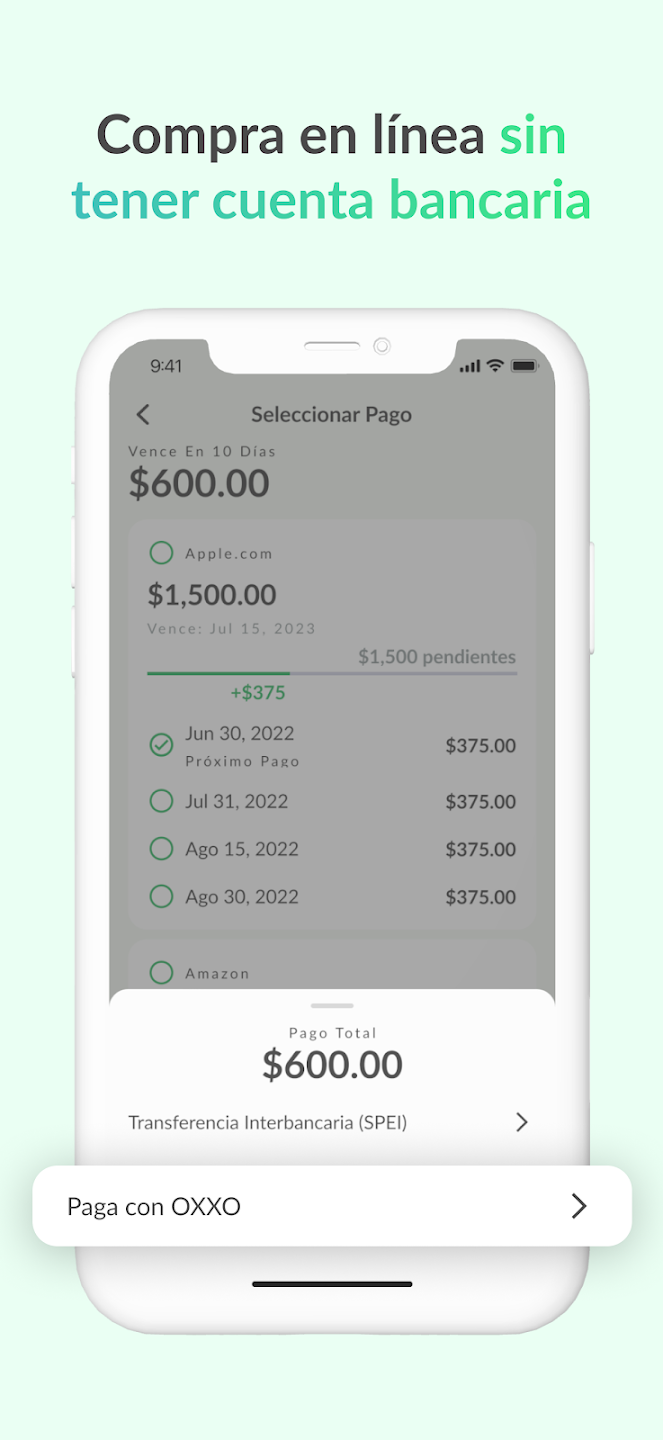 Compra en línea sin
tener cuenta bancaria
9:41
Seleccionar Pago
Vence En 10 Días
$600.00
Apple.com
$1,500.00
Vence: Jul 15, 2023
$1,500 pendientes
+$375
Jun 30, 2022
Próximo Pago
$375.00
Jul 31, 2022 $375.00
Ago 15, 2022 $375.00
Ago 30, 2022 $375.00
Amazon
Pago Total
$600.00
Transferencia Interbancaria (SPEI)
Paga con OXXO